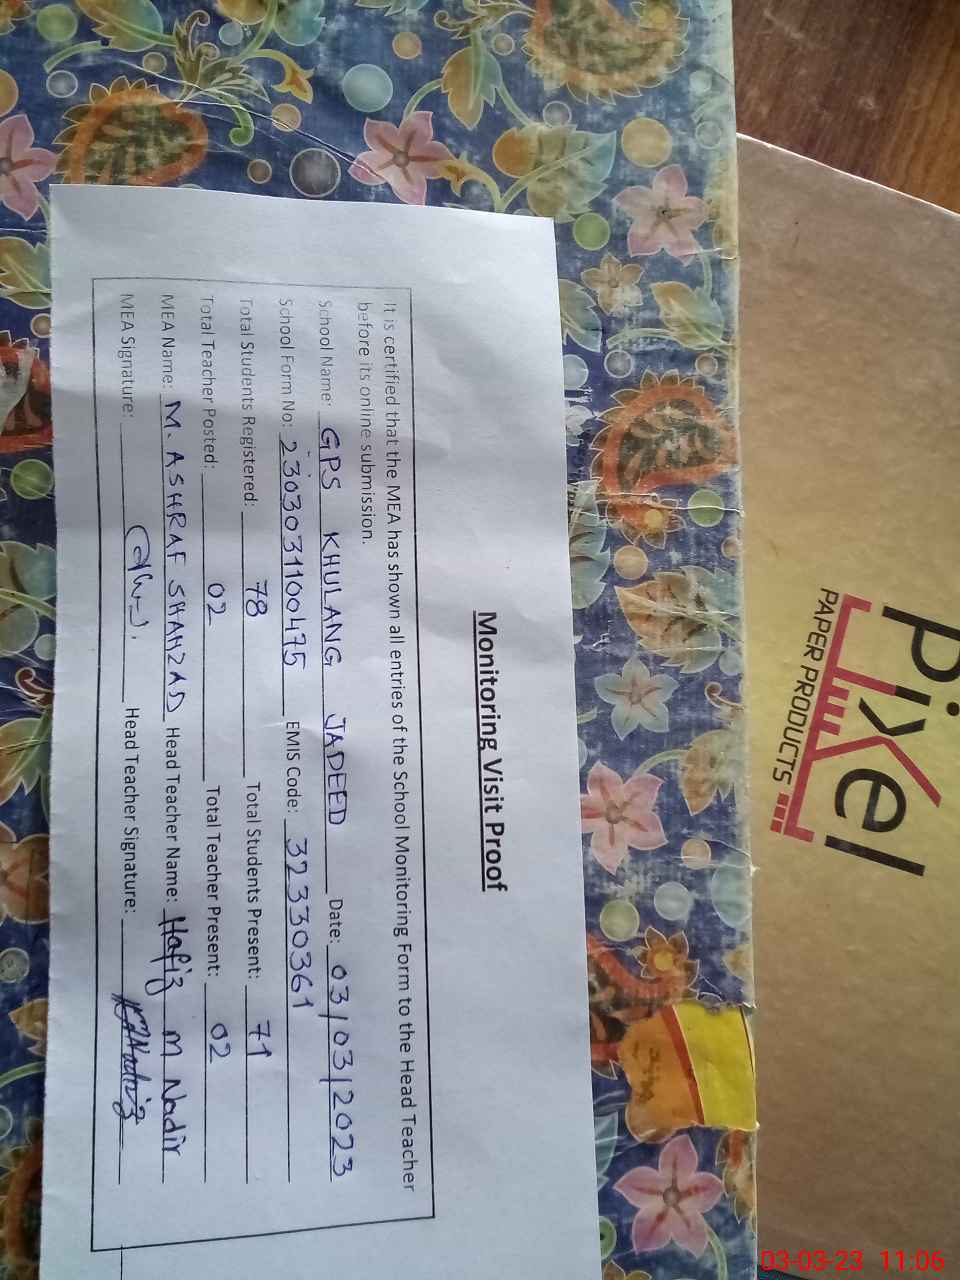 Monitoring Visit Proof
It is certified that the MEA has shown all entries of the School Monitoring Form to the Head Teacher
before its online submission.
School Name: GPS KHULANG JADEED Date: 03/03/2023
School Form No: 2303031100475 EMIS Code: 32330361
Total Students Registered: 78 Total Students Present: 71
Total Teacher Posted: 02 Total Teacher Present: 02
MEA Name: M. ASHRAF SHAHZAD Head Teacher Name: Hafiz M Nadir
MEA Signature: Head Teacher Signature:
Pixel
PAPER PRODUCTS
03-03-23 11:06